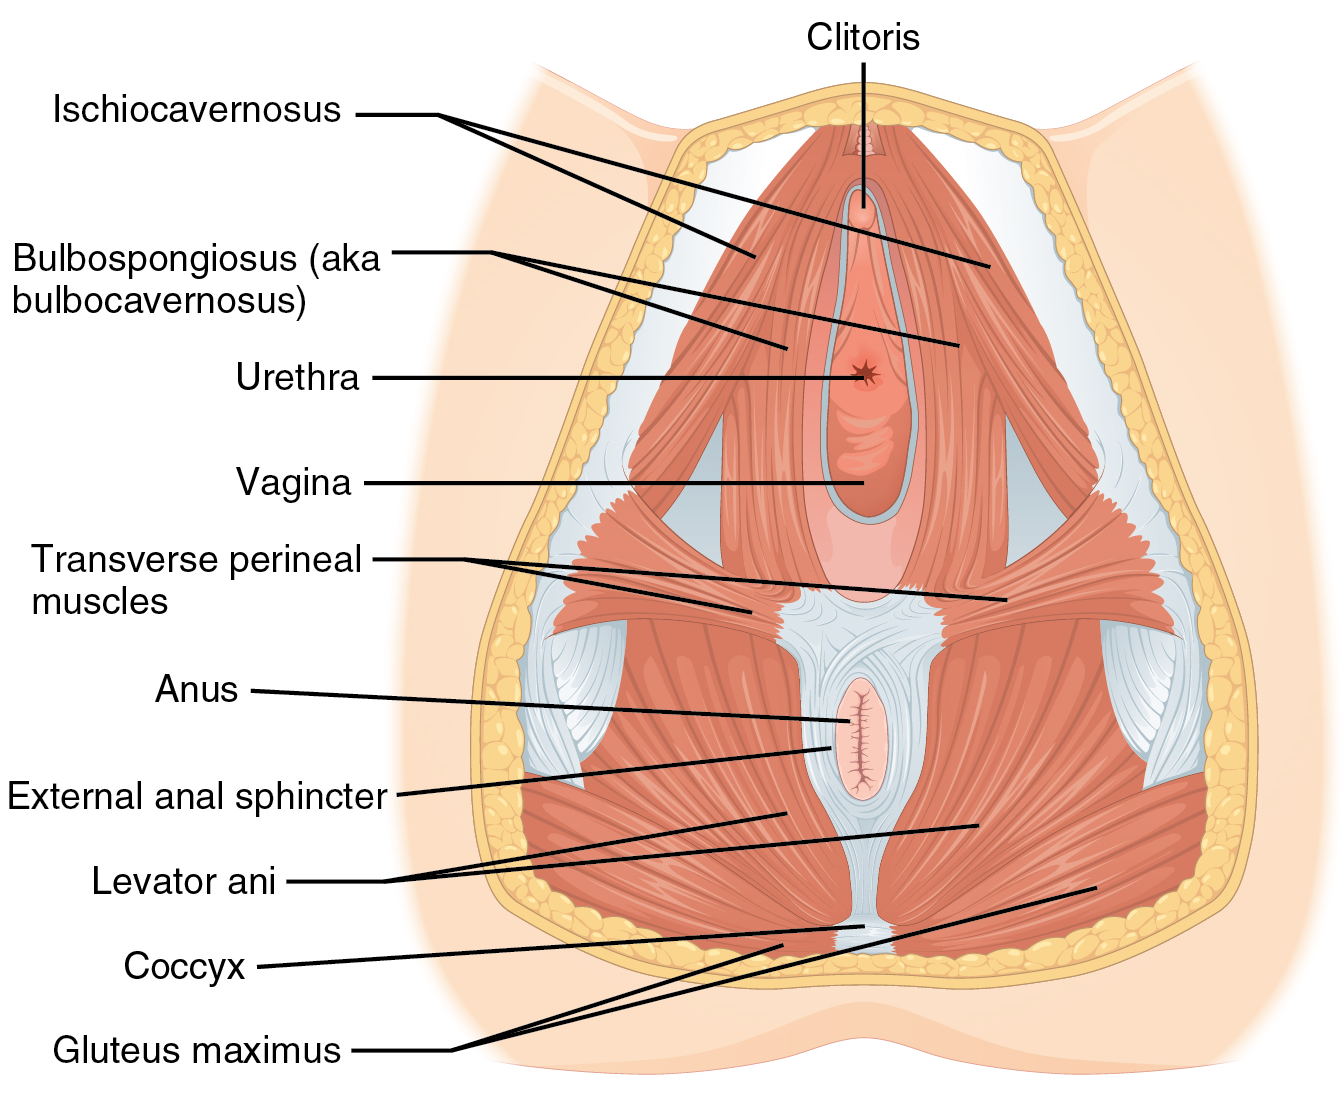 Clitoris
Ischiocavernosus
Bulbospongiosus (aka
bulbocavernosus)
Urethra
Vagina
Transverse perineal
muscles
Anus
External anal sphincter
Levator ani
Coccyx
Gluteus maximus